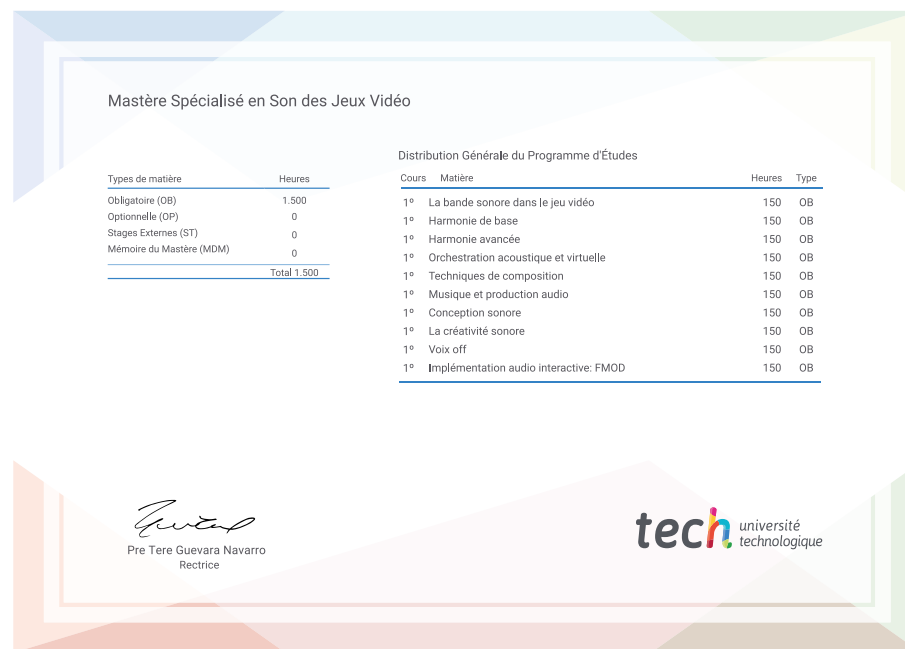 Mastère Spécialisé en Son des Jeux Vidéo
Types de matière Heures
Obligatoire (OB) 1.500
Optionnelle (OP) 0
Stages Externes (ST) 0
Mémoire du Mastère (MDM) 0
Total 1.500
Distribution Générale du Programme d'Études
Cours Matière Heures Type
1º La bande sonore dans le jeu vidéo 150 OB
1º Harmonie de base 150 OB
1º Harmonie avancée 150 OB
1º Orchestration acoustique et virtuelle 150 OB
1º Techniques de composition 150 OB
1º Musique et production audio 150 OB
1º Conception sonore 150 OB
1º La créativité sonore 150 OB
1º Voix off 150 OB
1º Implémentation audio interactive: FMOD 150 OB
Pre Tere Guevara Navarro
Rectrice
tech université
technologique